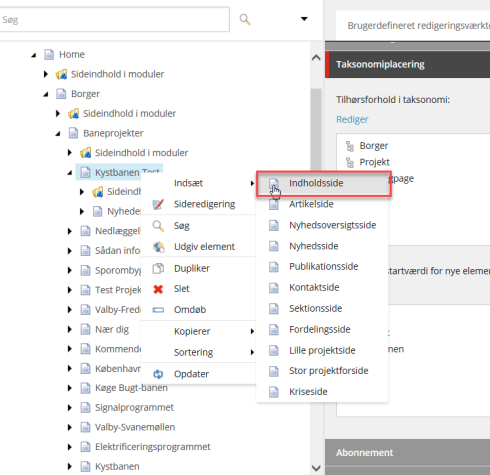 Søg
Brugerdefineret redigeringsværktø
Taksonomiplacering
Tilhørsforhold i taksonomi:
Rediger
Borger
Projekt
gpage
startværdi for nye elemen
nen
Abonnement
Home
Sideindhold i moduler
Borger
Sideindhold i moduler
Baneprojekter
Sideindhold i moduler
Kystbanen Test
Sideindh
Nyhede
Nedlæggel
Sådan info
Sporombyg
Test Projek
Valby-Fred
Nær dig
Kommende
Københavr
Køge Bugt-banen
Signalprogrammet
Valby-Svanemøllen
Elektrificeringsprogrammet
Kystbanen
Indsæt
Sideredigering
Søg
Udgiv element
Dupliker
Slet
Omdøb
Kopierer
Sortering
Opdater
Indholdsside
Artikelside
Nyhedsoversigtsside
Nyhedsside
Publikationsside
Kontaktside
Sektionsside
Fordelingsside
Lille projektside
Stor projektforside
Kriseside